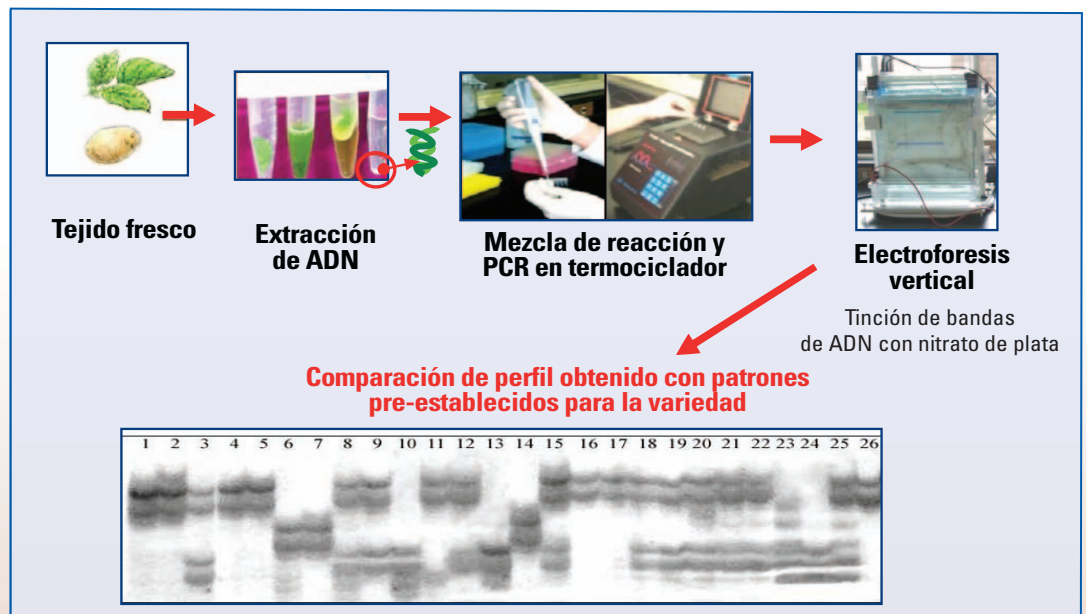 Tejido fresco
Extracción
de ADN
Mezcla de reacción y
PCR en termociclador
Electroforesis
vertical
Tinción de bandas
de ADN con nitrato de plata
Comparación de perfil obtenido con patrones
pre-establecidos para la variedad
1 2 3 4 5 6 7 8 9 10 11 12 13 14 15 16 17 18 19 20 21 22 23 24 25 26